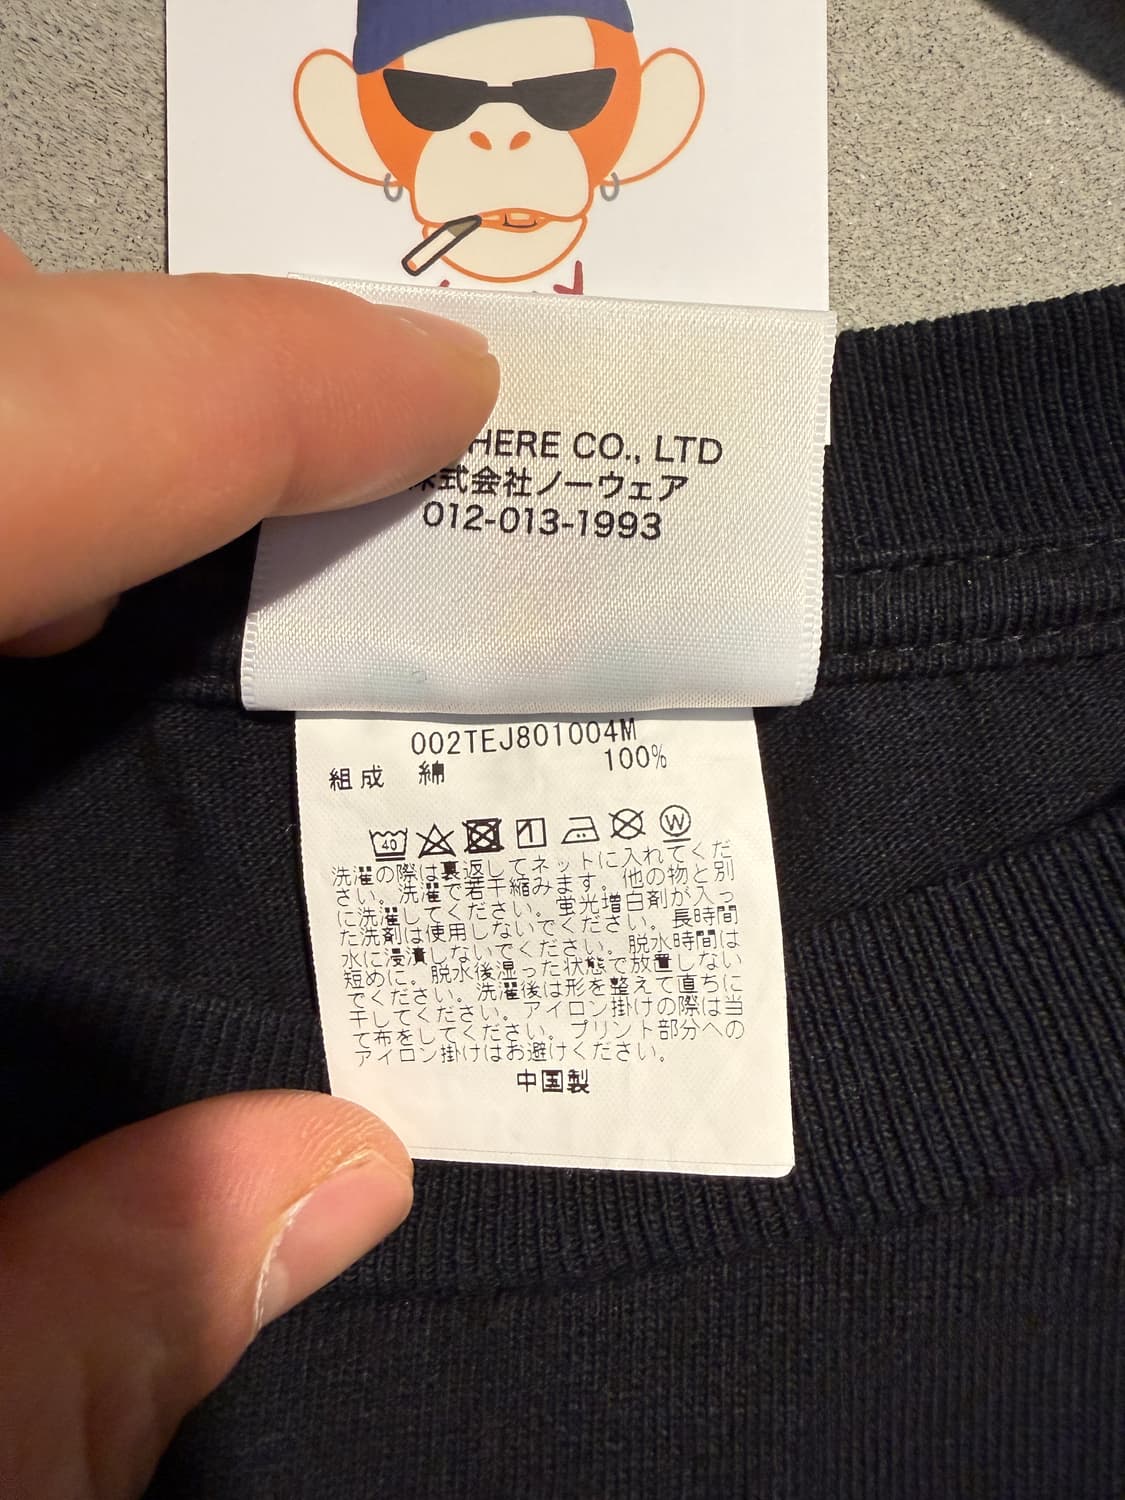 HERE CO., LTD
株式会社ノーウェア
012-013-1993
002TEJ801004M
組成 綿 100%
40 W
洗濯の際は裏返してネットに入れてくだ
さい。洗濯で若干縮みます。他の物と別
に洗濯してください。蛍光増白剤が入っ
た洗剤は使用しないでください。長時間
水に浸漬しないでください。脱水時間は
短めに。脱水後湿った状態で放置しない
でください。洗濯後は形を整えて直ちに
干してください。アイロン掛けの際は当
て布をしてください。プリント部分への
アイロン掛けはお避けください。
中国製